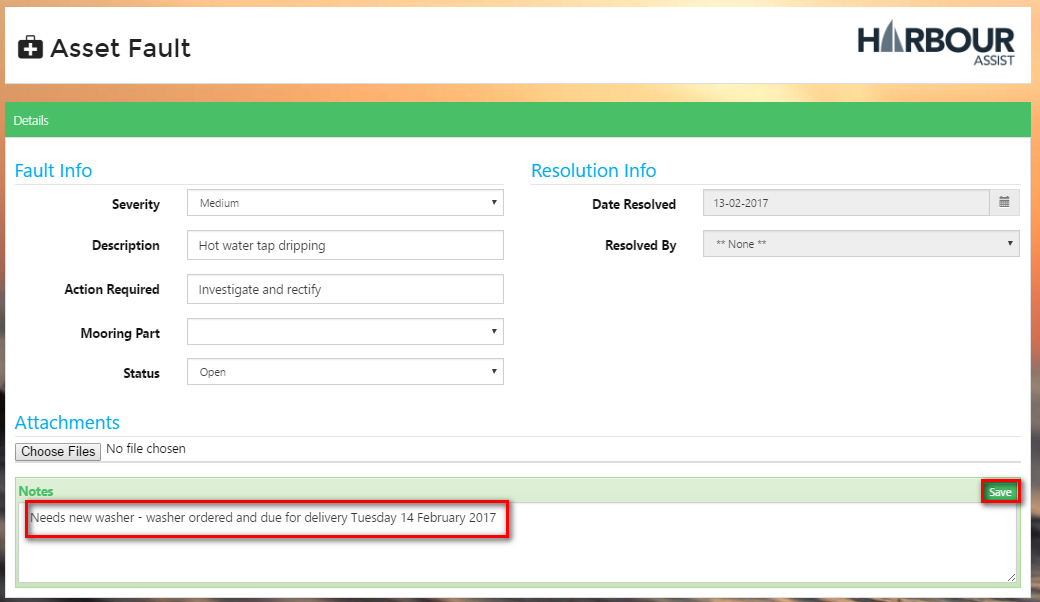 Asset Fault
HARBOUR
ASSIST
Details
Fault Info
Severity Medium
Description Hot water tap dripping
Action Required Investigate and rectify
Mooring Part
Status Open
Resolution Info
Date Resolved 13-02-2017
Resolved By ** None **
Attachments
Choose Files No file chosen
Notes Save
Needs new washer - washer ordered and due for delivery Tuesday 14 February 2017